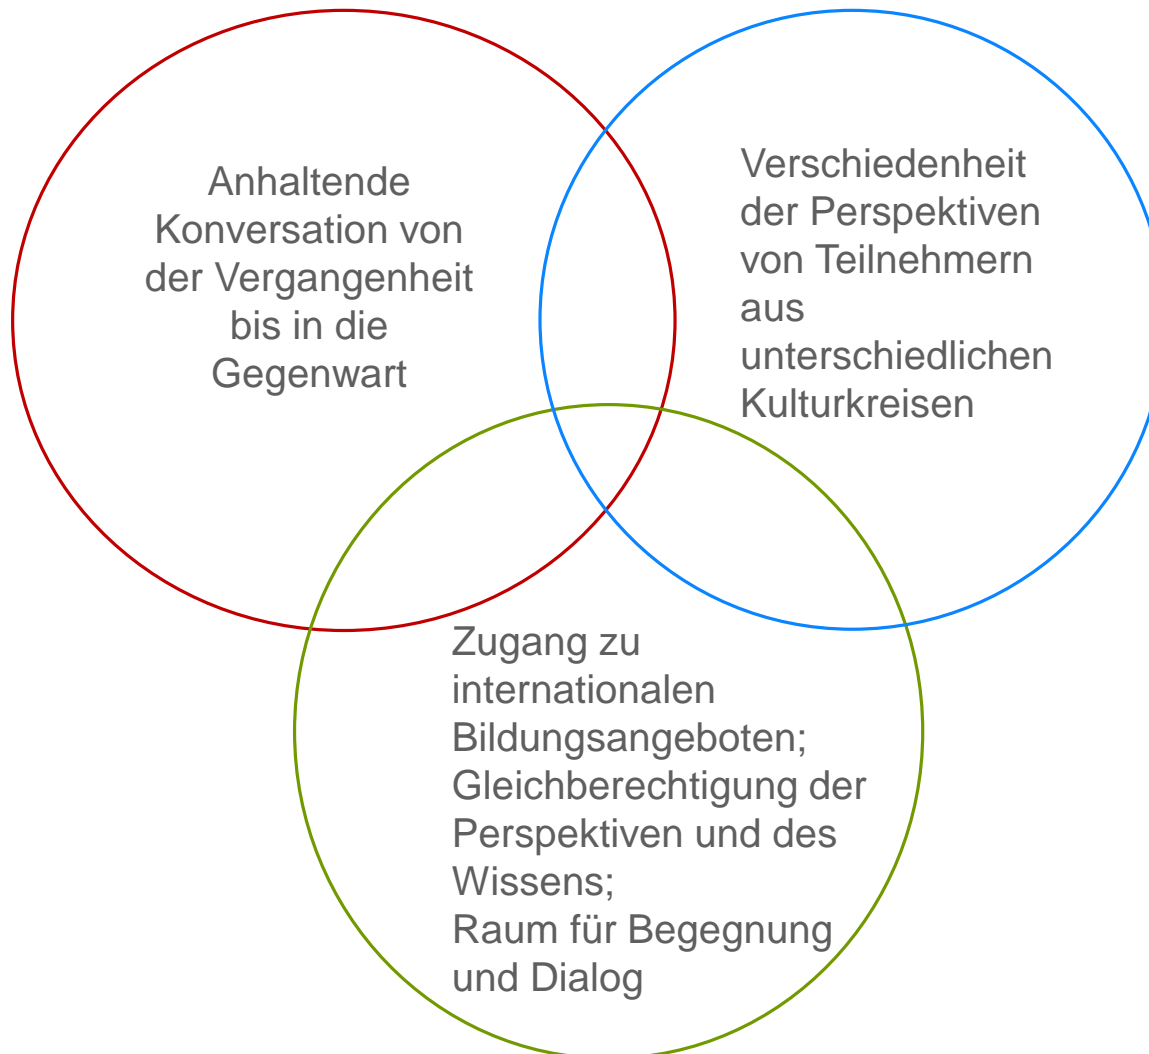 Anhaltende
Konversation von
der Vergangenheit
bis in die
Gegenwart
Verschiedenheit
der Perspektiven
von Teilnehmern
aus
unterschiedlichen
Kulturkreisen
Zugang zu
internationalen
Bildungsangeboten;
Gleichberechtigung der
Perspektiven und des
Wissens;
Raum für Begegnung
und Dialog